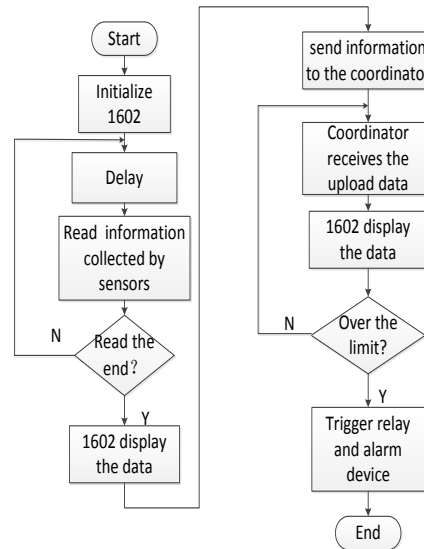 Start
Initialize
1602
Delay
Read information
collected by
sensors
N
Read the
end?
Y
1602 display
the data
send information
to the coordinator
Coordinator
receives the
upload data
1602 display
the data
N
Over the
limit?
Y
Trigger relay
and alarm
device
End